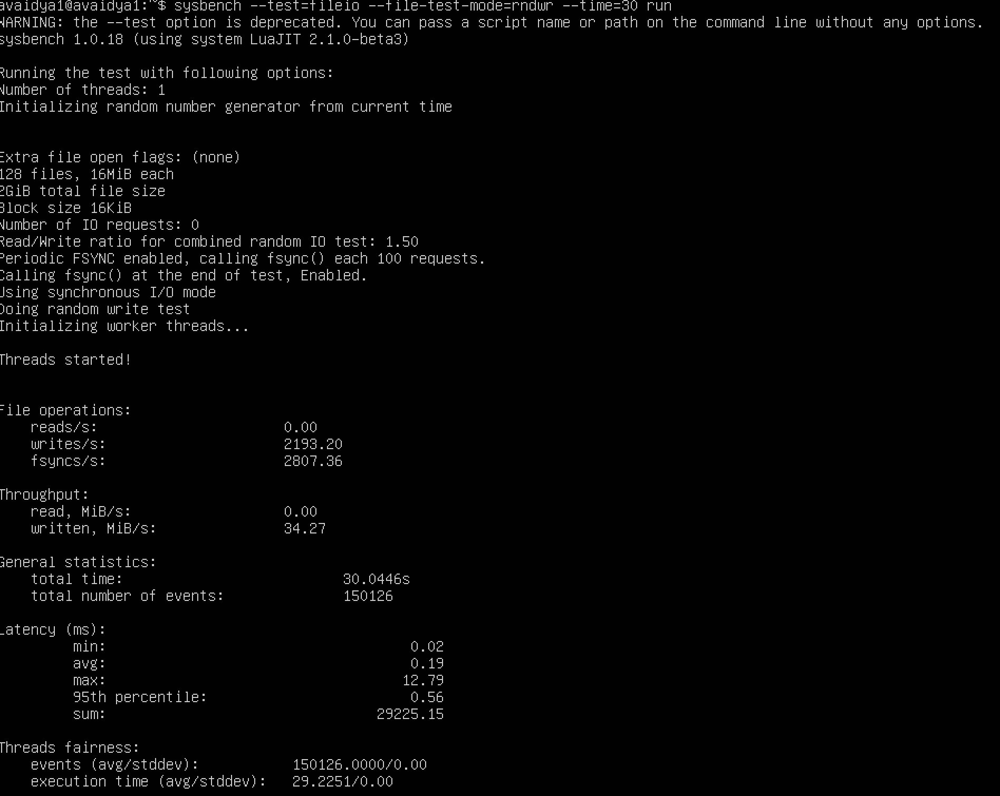 avaidya1@avaidya1:~$ sysbench --test=fileio --file-test-mode=rndwr --time=30 run
WARNING: the --test option is deprecated. You can pass a script name or path on the command line without any options.
sysbench 1.0.18 (using system LuaJIT 2.1.0-beta3)
Running the test with following options:
Number of threads: 1
Initializing random number generator from current time
Extra file open flags: (none)
128 files, 16MiB each
2GiB total file size
Block size 16KiB
Number of IO requests: 0
Read/Write ratio for combined random IO test: 1.50
Periodic FSYNC enabled, calling fsync() each 100 requests.
Calling fsync() at the end of test, Enabled.
Using synchronous I/O mode
Doing random write test
Initializing worker threads...
Threads started!
File operations:
reads/s: 0.00
writes/s: 2193.20
fsyncs/s: 2807.36
Throughput:
read, MiB/s: 0.00
written, MiB/s: 34.27
General statistics:
total time: 30.0446s
total number of events: 150126
Latency (ms):
min: 0.02
avg: 0.19
max: 12.79
95th percentile: 0.56
sum: 29225.15
Threads fairness:
events (avg/stddev): 150126.0000/0.00
execution time (avg/stddev): 29.2251/0.00